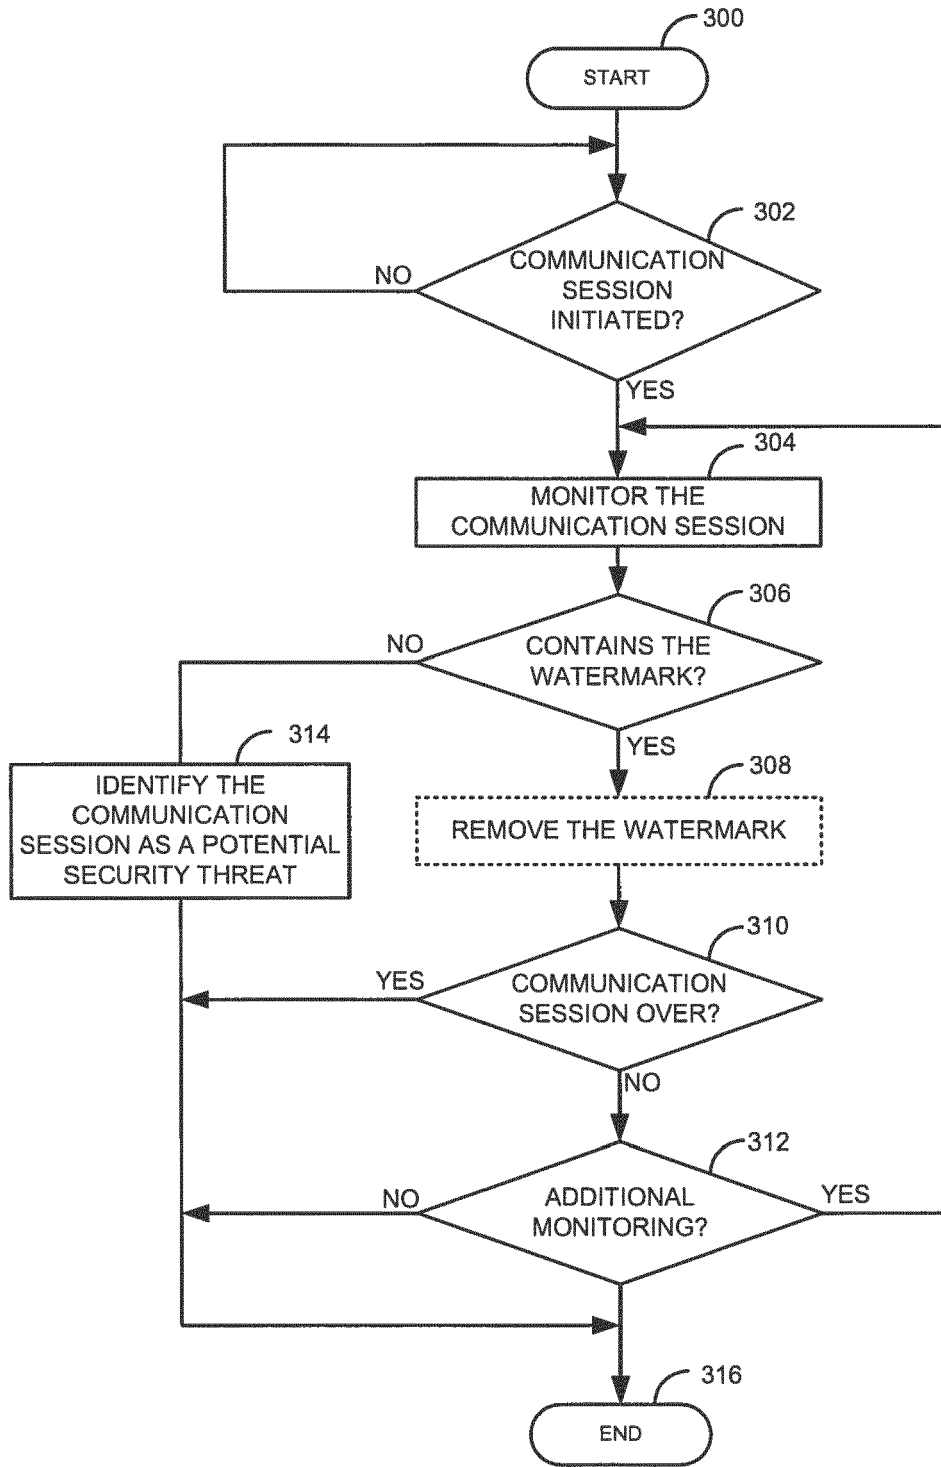 300
START
302
COMMUNICATION
SESSION
INITIATED?
NO
YES
304
MONITOR THE
COMMUNICATION SESSION
306
NO
CONTAINS THE
WATERMARK?
YES
314
IDENTIFY THE
COMMUNICATION
SESSION AS A POTENTIAL
SECURITY THREAT
308
REMOVE THE WATERMARK
310
YES
COMMUNICATION
SESSION OVER?
NO
312
NO
ADDITIONAL
MONITORING?
YES
316
END